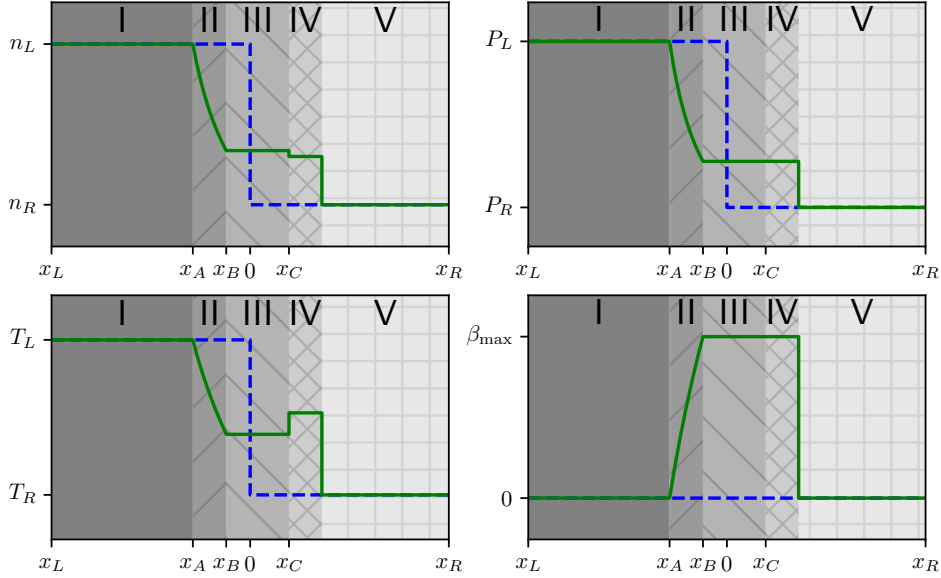 I II III IV V
n_L
n_R
x_L x_A x_B 0 x_C x_R
I II III IV V
P_L
P_R
x_L x_A x_B 0 x_C x_R
I II III IV V
T_L
T_R
x_L x_A x_B 0 x_C x_R
I II III IV V
β_max
0
x_L x_A x_B 0 x_C x_R